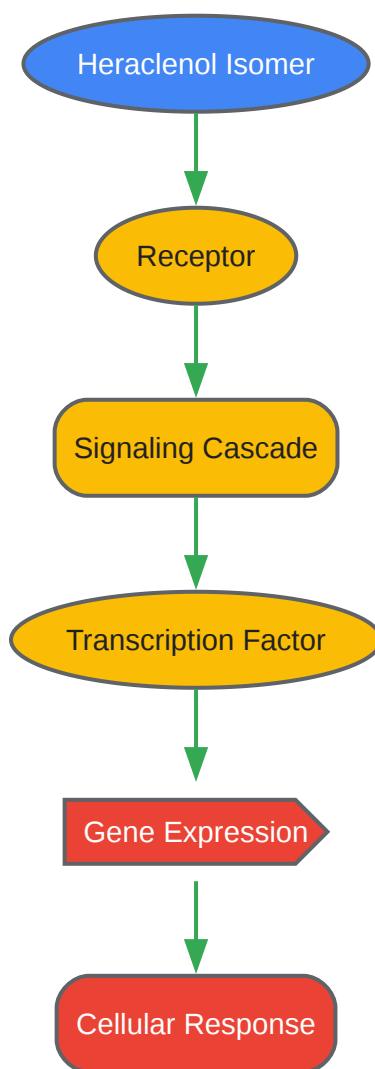 Heraclenol Isomer
Receptor
Signaling Cascade
Transcription Factor
Gene Expression
Cellular Response